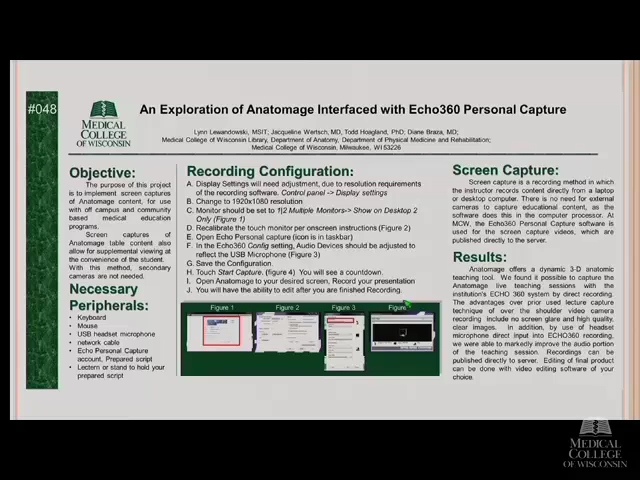 #048
An Exploration of Anatomage Interfaced with Echo360 Personal Capture
MEDICAL
COLLEGE
OF WISCONSIN
Lynn Lewandowski, MSIT; Jacqueline Wertsch, MD; Todd Hoagland, PhD; Diane Braza, MD;
Medical College of Wisconsin Library, Department of Anatomy, Department of Physical Medicine and Rehabilitation;
Medical College of Wisconsin, Milwaukee, WI 53226
Objective:
The purpose of this project
is to implement screen captures
of Anatomage content, for use
with off campus and community
based medical education
programs.
Screen captures of
Anatomage table content also
allow for supplemental viewing at
the convenience of the student.
With this method, secondary
cameras are not needed.
Necessary
Peripherals:
• Keyboard
• Mouse
• USB headset microphone
• network cable
• Echo Personal Capture
account, Prepared script
• Lectern or stand to hold your
prepared script
Recording Configuration:
A. Display Settings will need adjustment, due to resolution requirements
of the recording software. Control panel -> Display settings
B. Change to 1920x1080 resolution
C. Monitor should be set to 1|2 Multiple Monitors-> Show on Desktop 2
Only (Figure 1)
D. Recalibrate the touch monitor per onscreen instructions (Figure 2)
E. Open Echo Personal capture (icon is in taskbar)
F. In the Echo360 Config setting, Audio Devices should be adjusted to
reflect the USB Microphone (Figure 3)
G. Save the Configuration.
H. Touch Start Capture. (figure 4) You will see a countdown.
I. Open Anatomage to your desired screen, Record your presentation
J. You will have the ability to edit after you are finished Recording.
Figure 1
Figure 2
Figure 3
Figure
Screen Capture:
Screen capture is a recording method in which
the instructor records content directly from a laptop
or desktop computer. There is no need for external
cameras to capture educational content, as the
software does this in the computer processor. At
MCW, the Echo360 Personal Capture software is
used for the screen capture videos, which are
published directly to the server.
Results:
Anatomage offers a dynamic 3-D anatomic
teaching tool. We found it possible to capture the
Anatomage live teaching sessions with the
institution's ECHO 360 system by direct recording.
The advantages over prior used lecture capture
technique of over the shoulder video camera
recording include no screen glare and high quality,
clear images. In addition, by use of headset
microphone direct input into ECHO360 recording,
we were able to markedly improve the audio portion
of the teaching session. Recordings can be
published directly to server. Editing of final product
can be done with video editing software of your
choice.
MEDICAL
COLLEGE
OF WISCONSIN